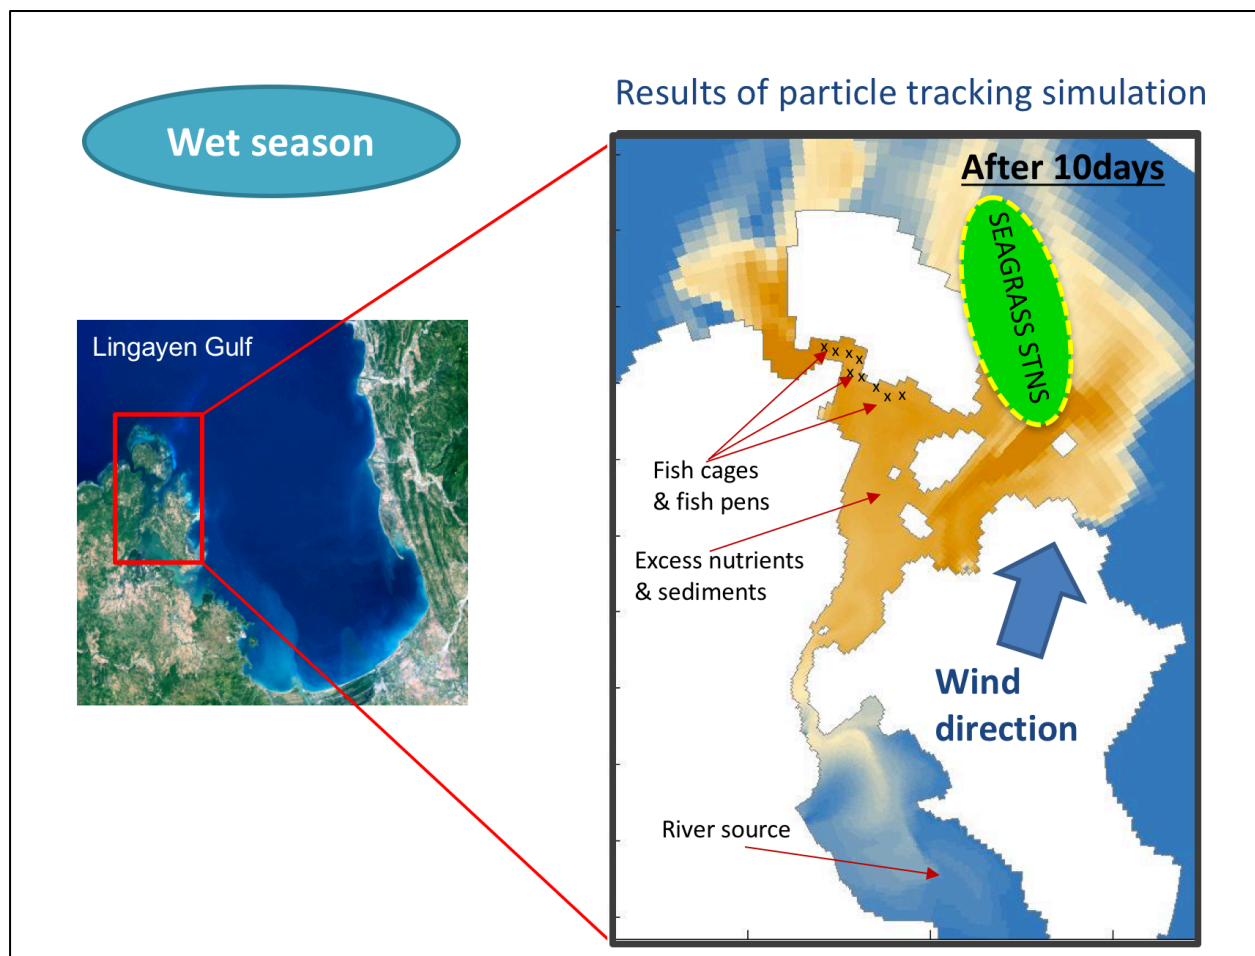 Results of particle tracking simulation
Wet season
After 10days
SEAGRASS STNS
Lingayen Gulf
x x x x
x x x x x
Fish cages
& fish pens
Excess nutrients
& sediments
Wind
direction
River source